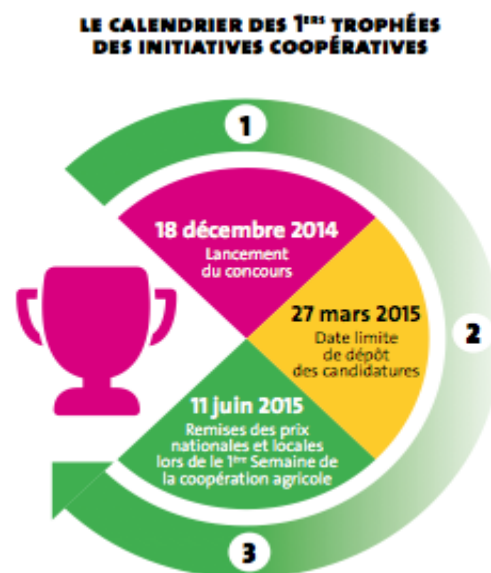 LE CALENDRIER DES 1ERS TROPHÉES
DES INITIATIVES COOPÉRATIVES
1
18 décembre 2014
Lancement
du concours
27 mars 2015
Date limite
de dépôt
des candidatures
2
11 juin 2015
Remises des prix
nationales et locales
lors de le 1ère Semaine de
la coopération agricole
3